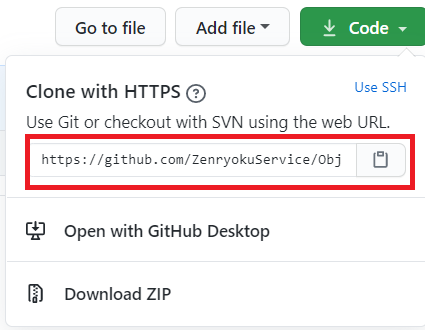 Go to file Add file Code
Clone with HTTPS
Use SSH
Use Git or checkout with SVN using the web URL.
https://github.com/ZenryokuService/Obj
Open with GitHub Desktop
Download ZIP